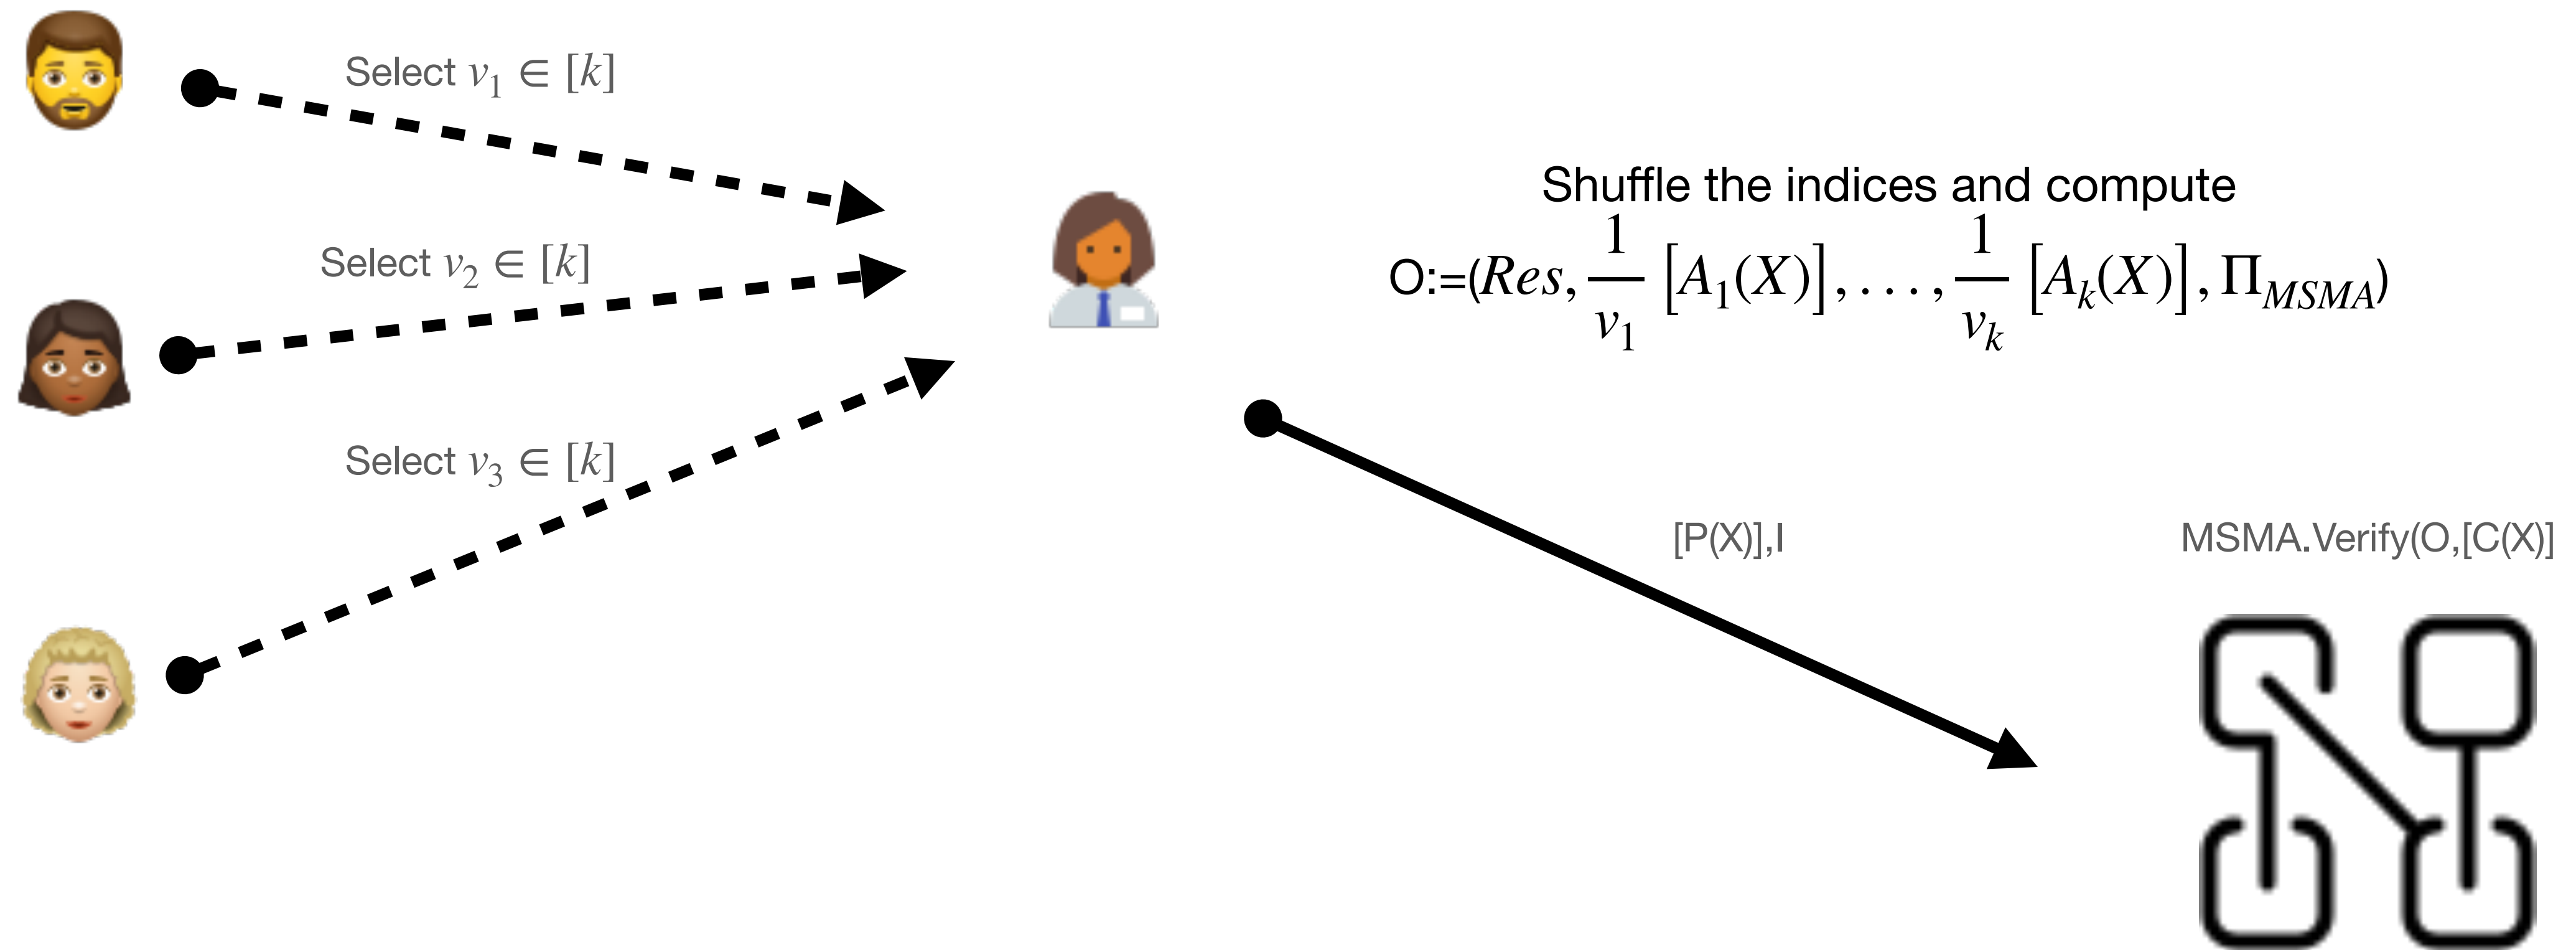 Select v₁ ∈ [k]
Shuffle the indices and compute
O:=(Res, 1/v₁ [A₁(X)], . . . , 1/vₖ [Aₖ(X)], Π_MSMA)
Select v₂ ∈ [k]
Select v₃ ∈ [k]
[P(X)],I
MSMA.Verify(O,[C(X)]